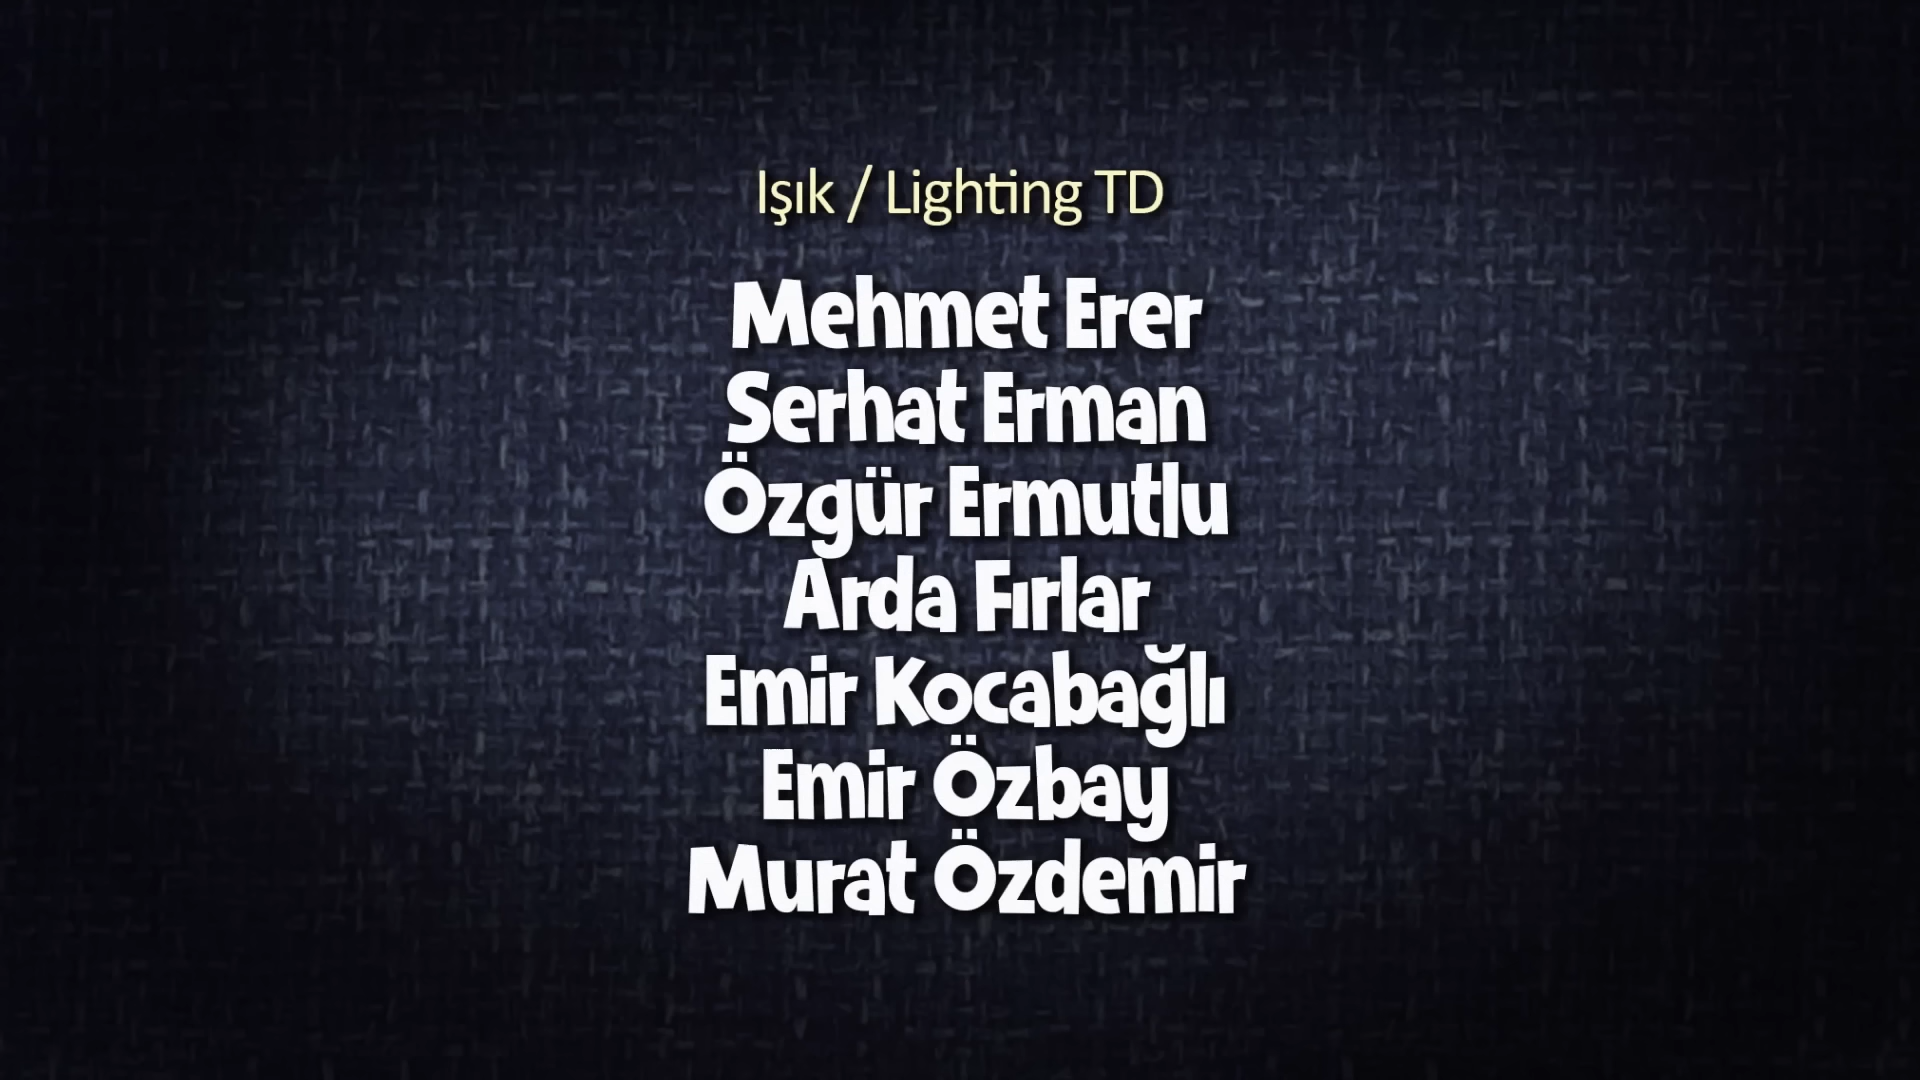 Işık / Lighting TD
Mehmet Erer
Serhat Erman
Özgür Ermutlu
Arda Fırlar
Emir Kocabağlı
Emir Özbay
Murat Özdemir